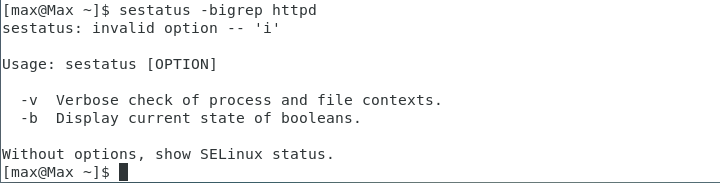 [max@Max ~]$ sestatus -bigrep httpd
sestatus: invalid option -- 'i'
Usage: sestatus [OPTION]
-v  Verbose check of process and file contexts.
-b  Display current state of booleans.
Without options, show SELinux status.
[max@Max ~]$